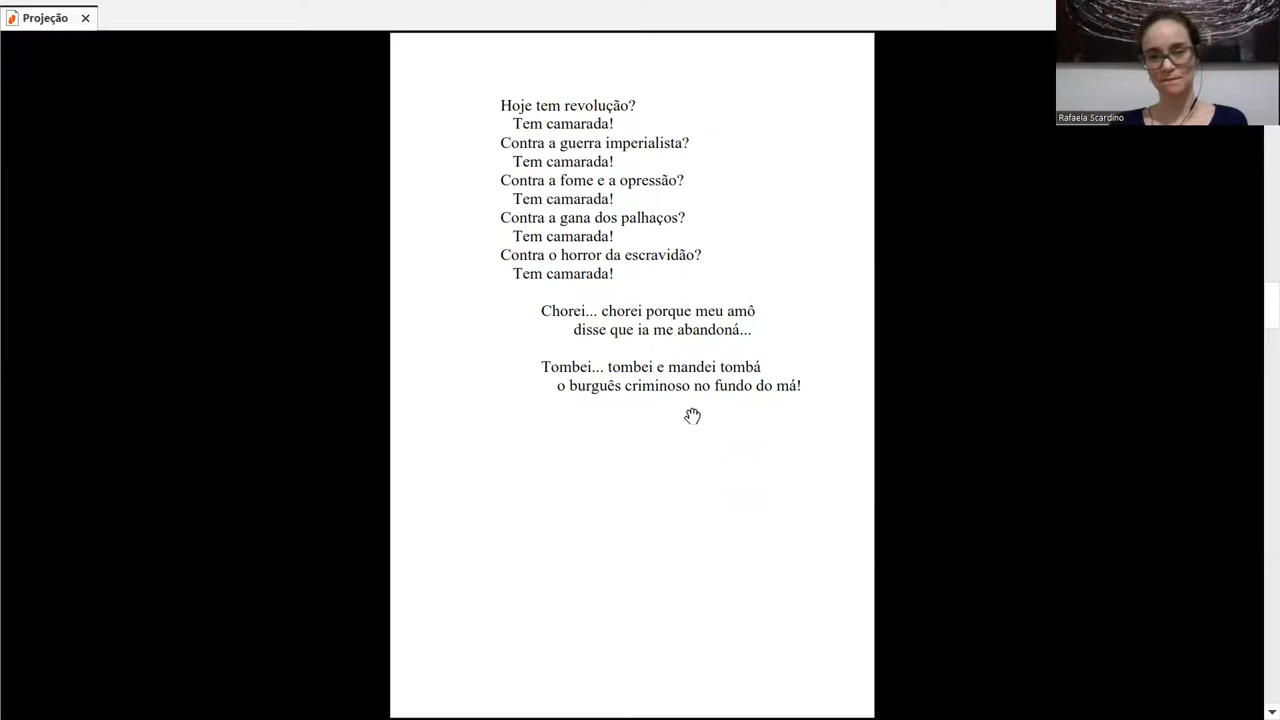 Projeção
Rafaela Scardino
Hoje tem revolução?
Tem camarada!
Contra a guerra imperialista?
Tem camarada!
Contra a fome e a opressão?
Tem camarada!
Contra a gana dos palhaços?
Tem camarada!
Contra o horror da escravidão?
Tem camarada!
Chorei... chorei porque meu amô
disse que ia me abandoná...
Tombei... tombei e mandei tombá
o burguês criminoso no fundo do má!